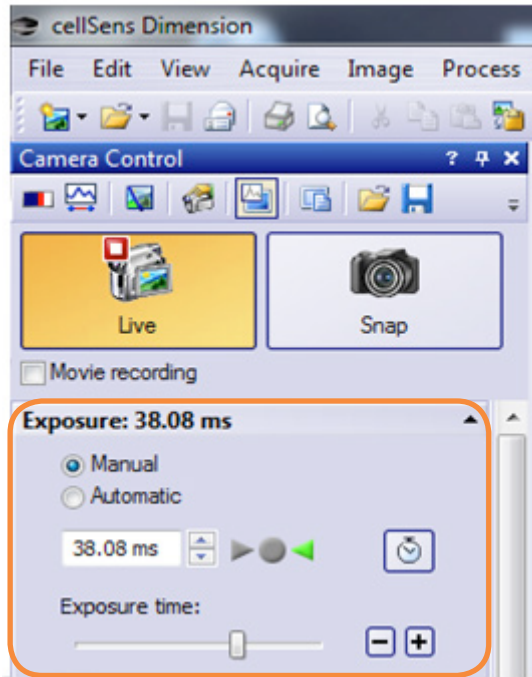 cellSens Dimension
File Edit View Acquire Image Process
Camera Control
Live Snap
Movie recording
Exposure: 38.08 ms
Manual
Automatic
38.08 ms
Exposure time: